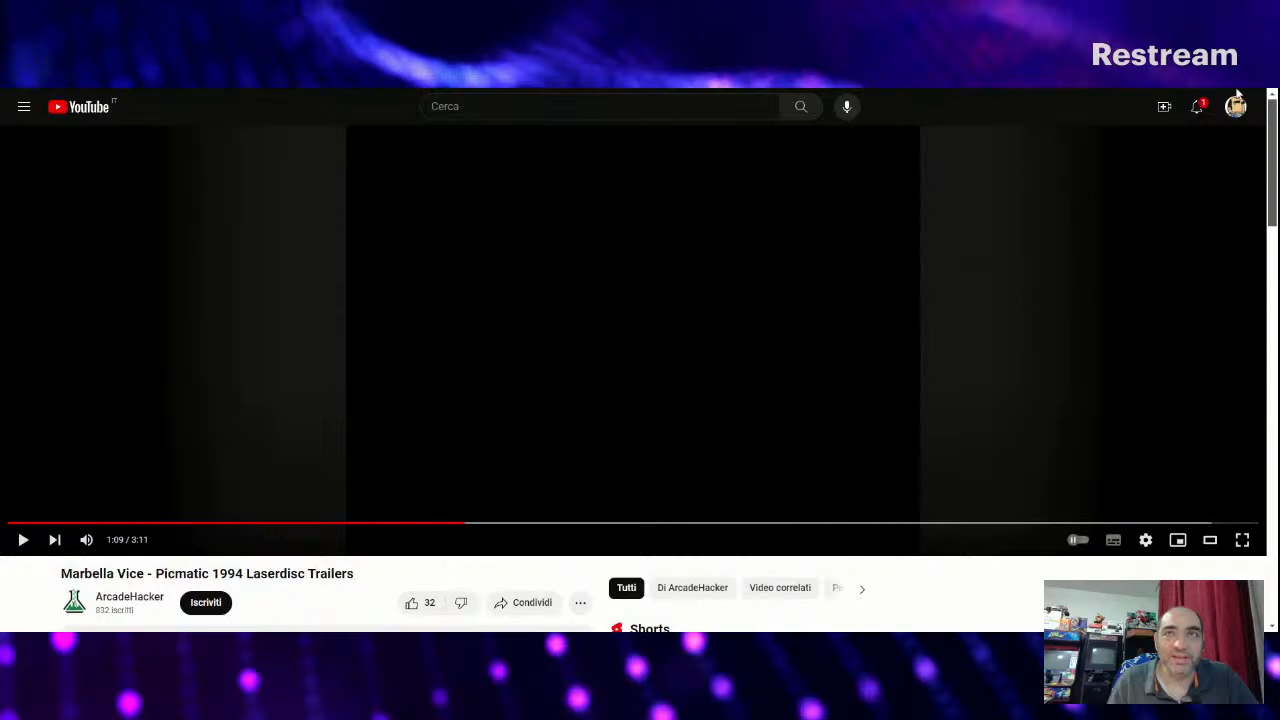 Restream
YouTube IT
Cerca
1
1:09 / 3:11
Marbella Vice - Picmatic 1994 Laserdisc Trailers
ArcadeHacker
832 iscritti
Iscriviti
32
Condividi
Tutti
Di ArcadeHacker
Video correlati
Shorts